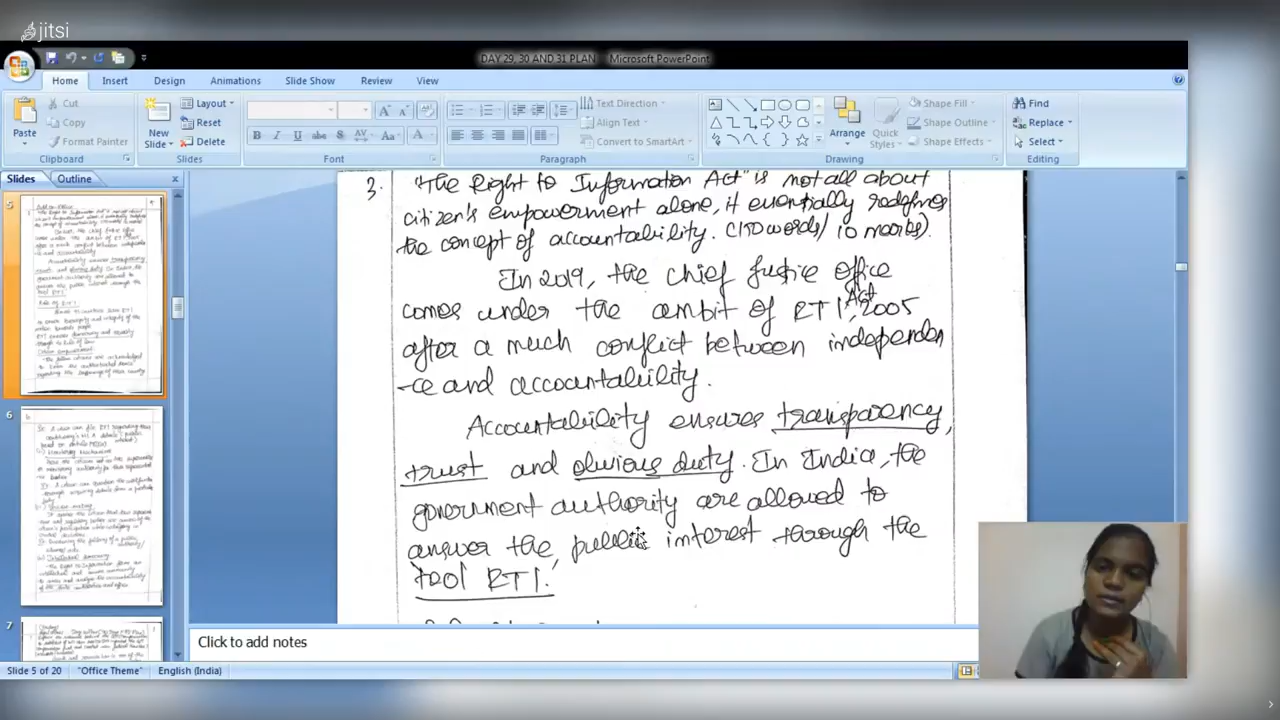 jitsi
DAY 29, 30 AND 31 PLAN - Microsoft PowerPoint
Home Insert Design Animations Slide Show Review View
Paste
Cut
Copy
Format Painter
Clipboard
New Slide
Layout
Reset
Delete
Slides
B I U abc S AV Aa A
Font
Text Direction
Align Text
Convert to SmartArt
Paragraph
Arrange
Quick Styles
Shape Fill
Shape Outline
Shape Effects
Drawing
Find
Replace
Select
Editing
Slides Outline
5
6
7
3. "The Right to Information Act" is not all about
citizen's empowerment alone, it essentially redefines
the concept of accountability. (150 words/ 10 marks).
In 2019, the chief justice office
comes under the ambit of RTI Act, 2005
after a much conflict between independen
-ce and accountability.
Accountability ensures transparency,
trust and obvious duty. In India, the
government authority are allowed to
answer the public interest through the
tool RTI.
Click to add notes
Slide 5 of 20 "Office Theme" English (India)